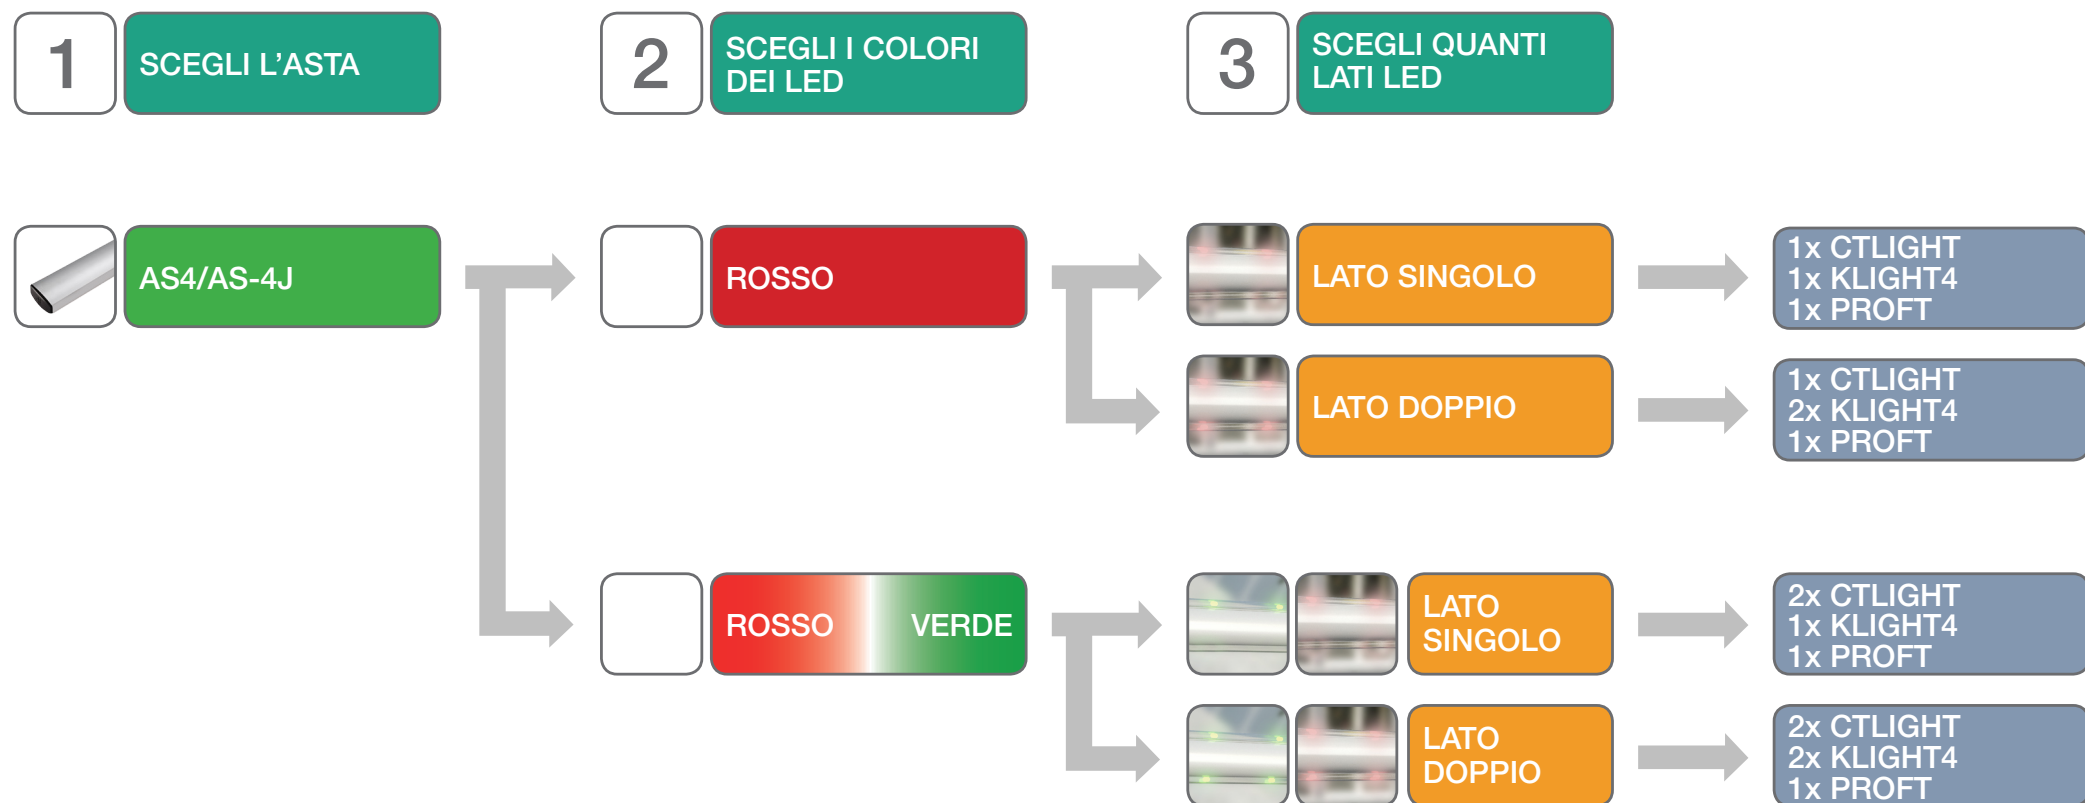 1
SCEGLI L'ASTA
2
SCEGLI I COLORI
DEI LED
3
SCEGLI QUANTI
LATI LED
AS4/AS-4J
ROSSO
LATO SINGOLO
1x CTLIGHT
1x KLIGHT4
1x PROFT
LATO DOPPIO
1x CTLIGHT
2x KLIGHT4
1x PROFT
ROSSO VERDE
LATO
SINGOLO
2x CTLIGHT
1x KLIGHT4
1x PROFT
LATO
DOPPIO
2x CTLIGHT
2x KLIGHT4
1x PROFT